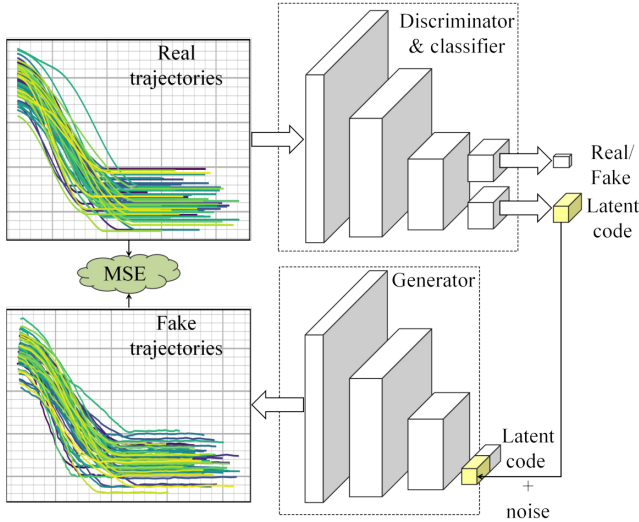 Real
trajectories
Discriminator
& classifier
Real/
Fake
Latent
code
MSE
Fake
trajectories
Generator
Latent
code
+
noise